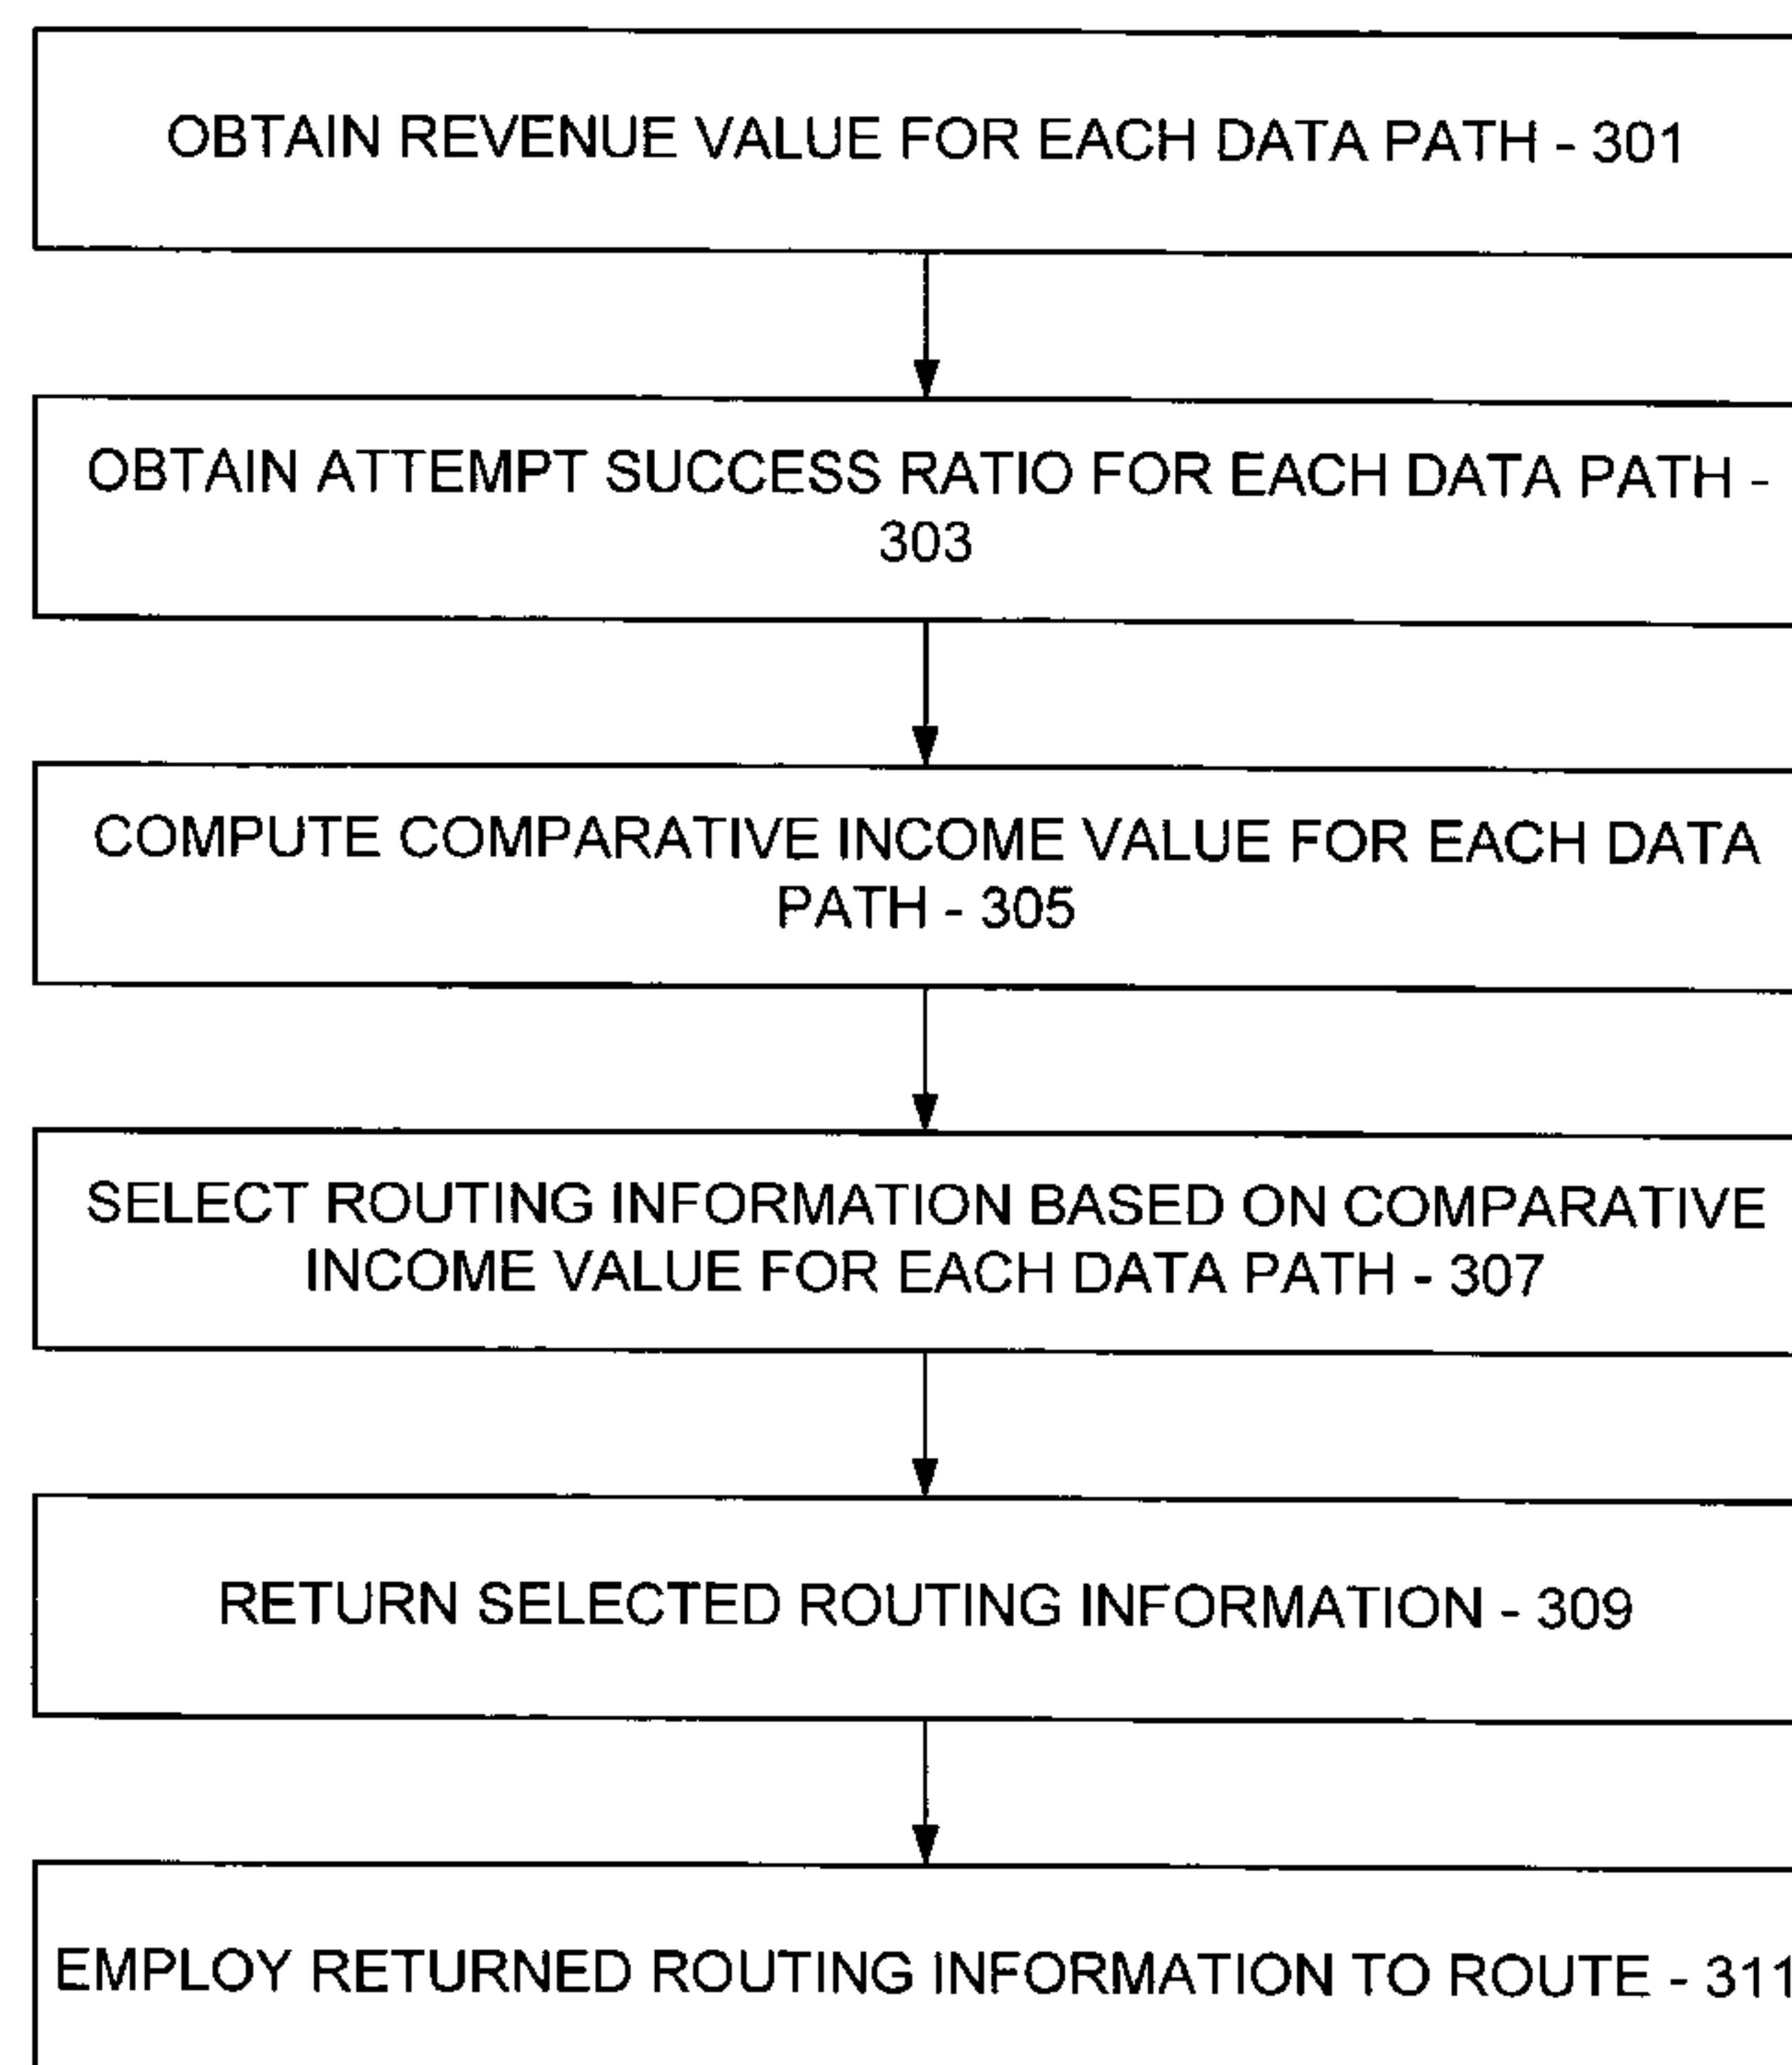 OBTAIN REVENUE VALUE FOR EACH DATA PATH - 301
OBTAIN ATTEMPT SUCCESS RATIO FOR EACH DATA PATH -
303
COMPUTE COMPARATIVE INCOME VALUE FOR EACH DATA
PATH - 305
SELECT ROUTING INFORMATION BASED ON COMPARATIVE
INCOME VALUE FOR EACH DATA PATH - 307
RETURN SELECTED ROUTING INFORMATION - 309
EMPLOY RETURNED ROUTING INFORMATION TO ROUTE - 311